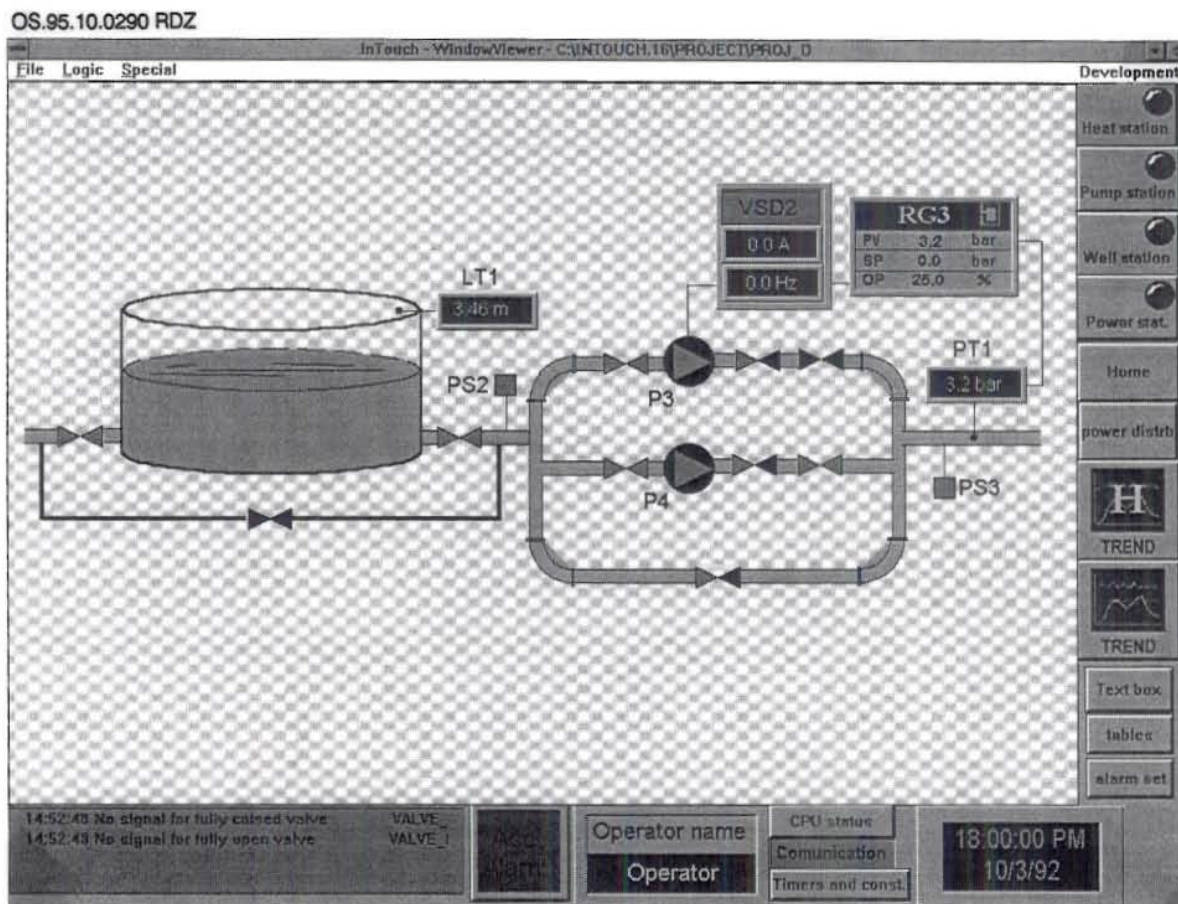 OS.95.10.0290 RDZ
InTouch - WindowViewer - C:\INTOUCH.16\PROJECT\PROJ_D
File Logic Special
Development
Heat station
Pump station
Well station
Power stat.
Home
power distrb
TREND
TREND
Text box
tables
alarm set
VSD2
0.0 A
0.0 Hz
RG3
PV 3.2 bar
SP 0.0 bar
OP 25.0 %
LT1
3.46 m
PS2
P3
PT1
3.2 bar
P4
PS3
14:52:48 No signal for fully colsed valve VALVE_
14:52:48 No signal for fully open valve VALVE_I
Operator name
Operator
CPU status
Comunication
Timers and const.
18:00:00 PM
10/3/92
H